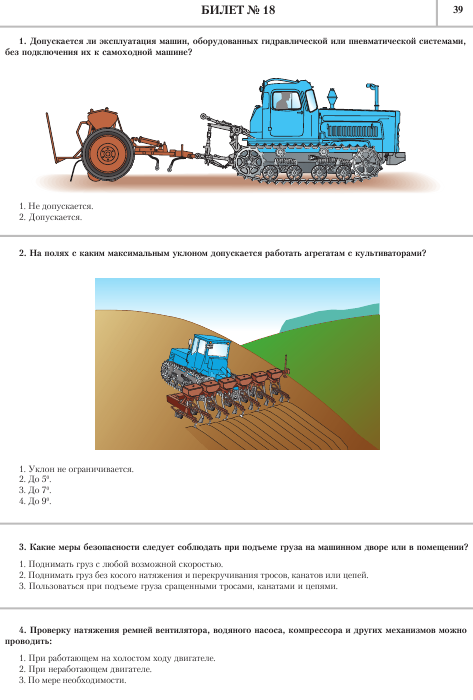 БИЛЕТ № 18
39
1. Допускается ли эксплуатация машин, оборудованных гидравлической или пневматической системами,
без подключения их к самоходной машине?
1. Не допускается.
2. Допускается.
2. На полях с каким максимальным уклоном допускается работать агрегатам с культиваторами?
1. Уклон не ограничивается.
2. До 5°.
3. До 7°.
4. До 9°.
3. Какие меры безопасности следует соблюдать при подъеме груза на машинном дворе или в помещении?
1. Поднимать груз с любой возможной скоростью.
2. Поднимать груз без косого натяжения и перекручивания тросов, канатов или цепей.
3. Пользоваться при подъеме груза сращенными тросами, канатами и цепями.
4. Проверку натяжения ремней вентилятора, водяного насоса, компрессора и других механизмов можно
проводить:
1. При работающем на холостом ходу двигателе.
2. При неработающем двигателе.
3. По мере необходимости.